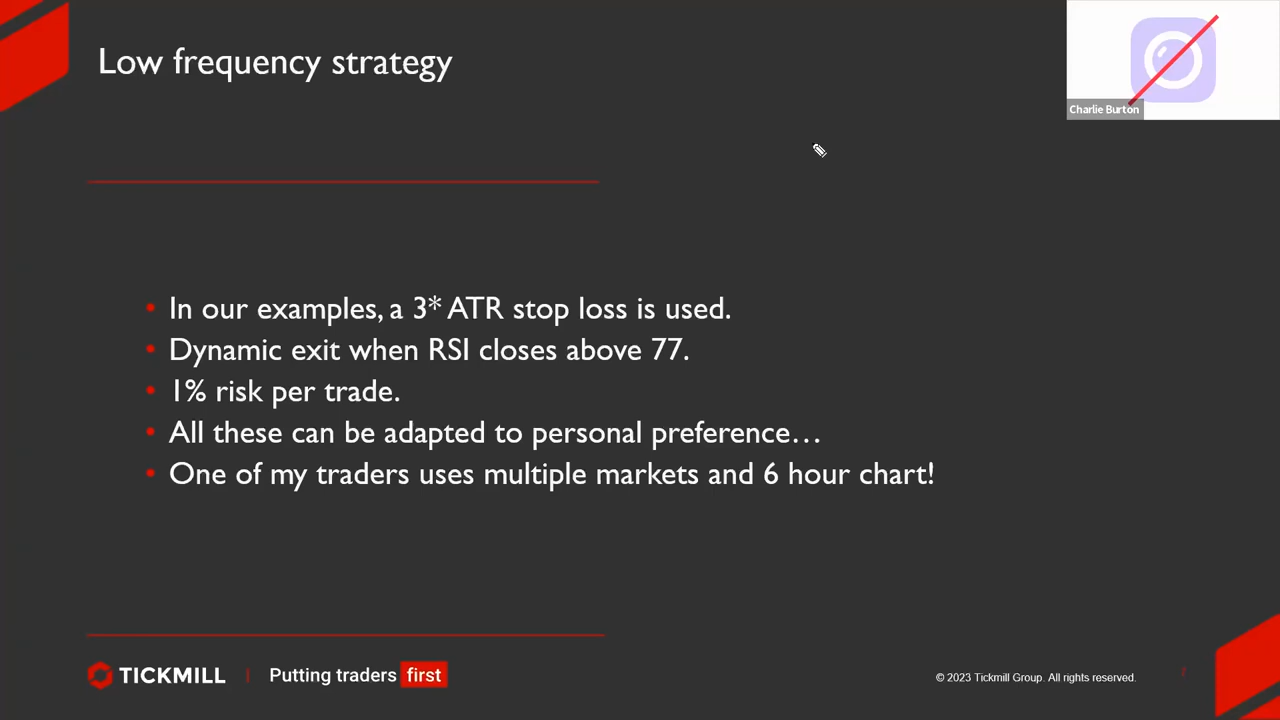 Low frequency strategy
Charlie Burton
• In our examples, a 3* ATR stop loss is used.
• Dynamic exit when RSI closes above 77.
• 1% risk per trade.
• All these can be adapted to personal preference…
• One of my traders uses multiple markets and 6 hour chart!
TICKMILL | Putting traders first
© 2023 Tickmill Group. All rights reserved.
7